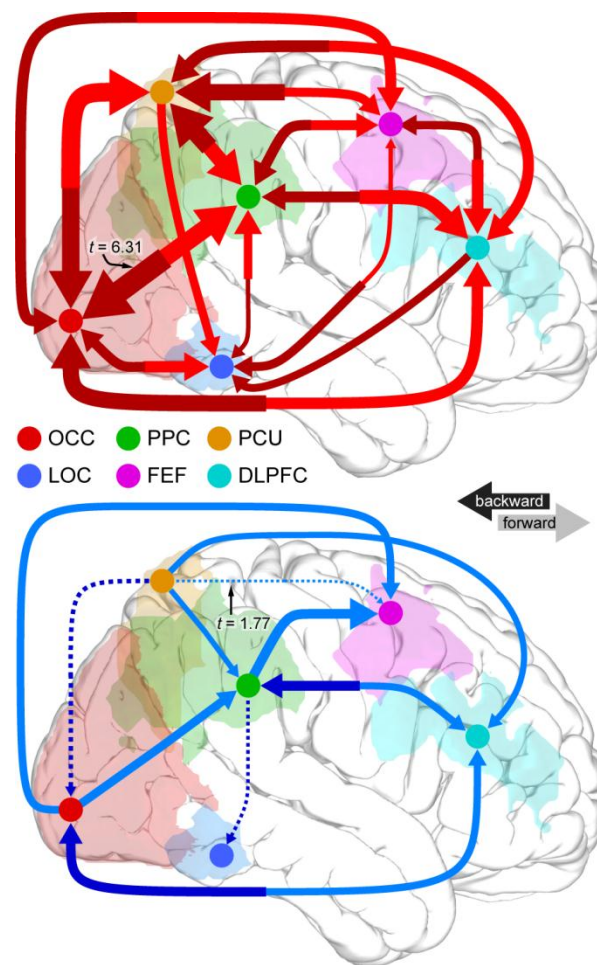 t = 6.31
OCC PPC PCU
LOC FEF DLPFC
backward
forward
t = 1.77